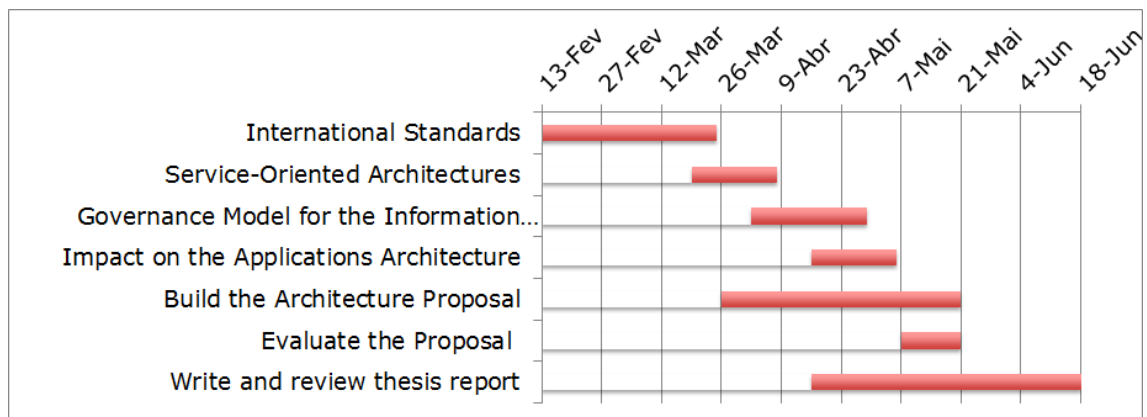 13-Fev
27-Fev
12-Mar
26-Mar
9-Abr
23-Abr
7-Mai
21-Mai
4-Jun
18-Jun
International Standards
Service-Oriented Architectures
Governance Model for the Information...
Impact on the Applications Architecture
Build the Architecture Proposal
Evaluate the Proposal
Write and review thesis report